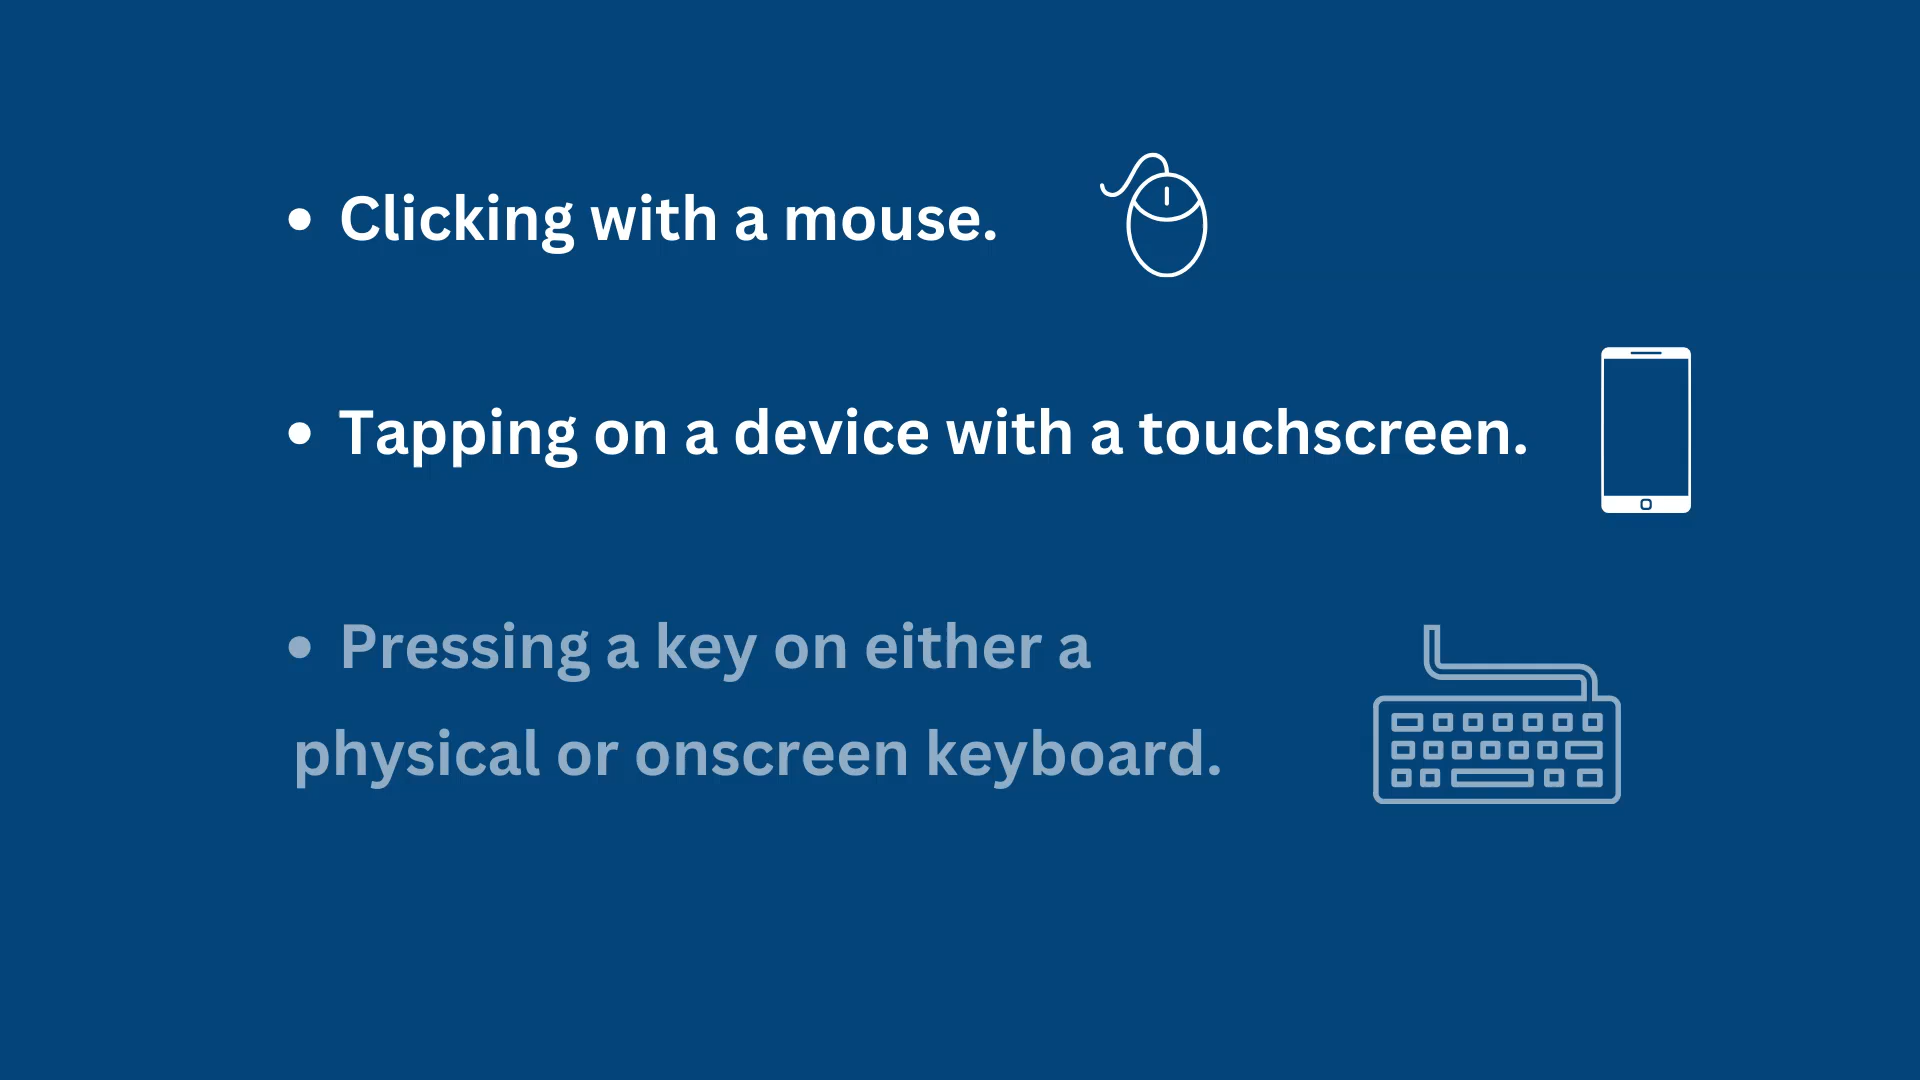 • Clicking with a mouse.
• Tapping on a device with a touchscreen.
• Pressing a key on either a
physical or onscreen keyboard.